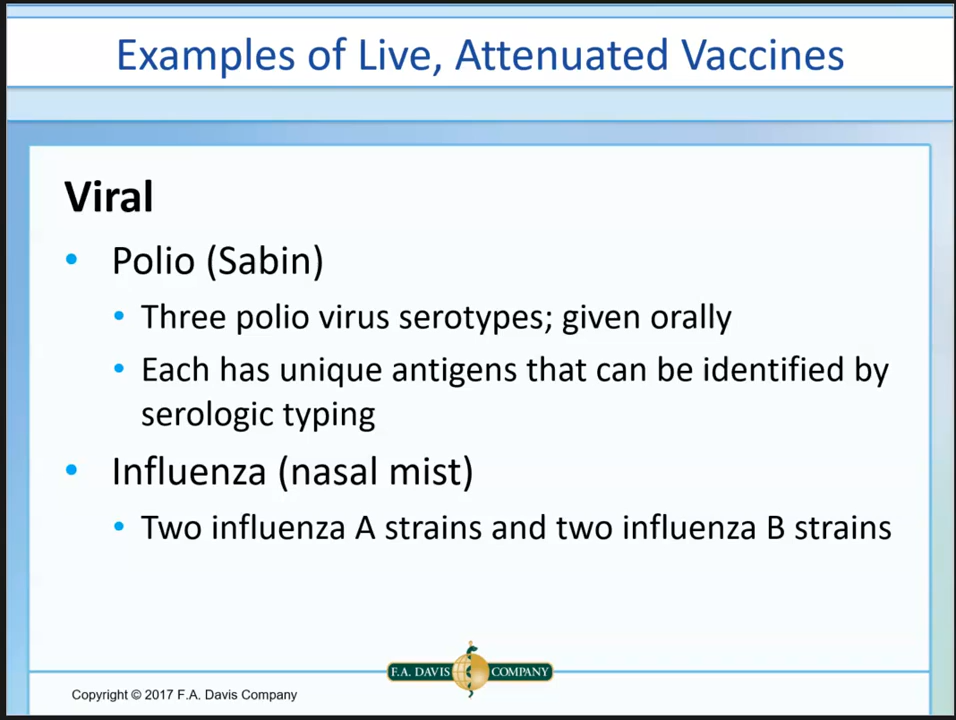 Examples of Live, Attenuated Vaccines
Viral
• Polio (Sabin)
• Three polio virus serotypes; given orally
• Each has unique antigens that can be identified by
serologic typing
• Influenza (nasal mist)
• Two influenza A strains and two influenza B strains
F.A. DAVIS COMPANY
Copyright © 2017 F.A. Davis Company